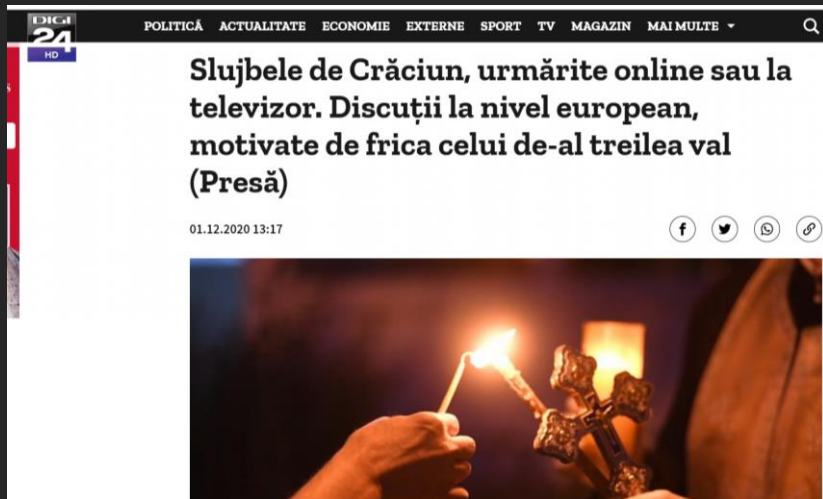 DIGI
24
HD
POLITICĂ ACTUALITATE ECONOMIE EXTERNE SPORT TV MAGAZIN MAI MULTE
Slujbele de Crăciun, urmărite online sau la
televizor. Discuții la nivel european,
motivate de frica celui de-al treilea val
(Presă)
01.12.2020 13:17